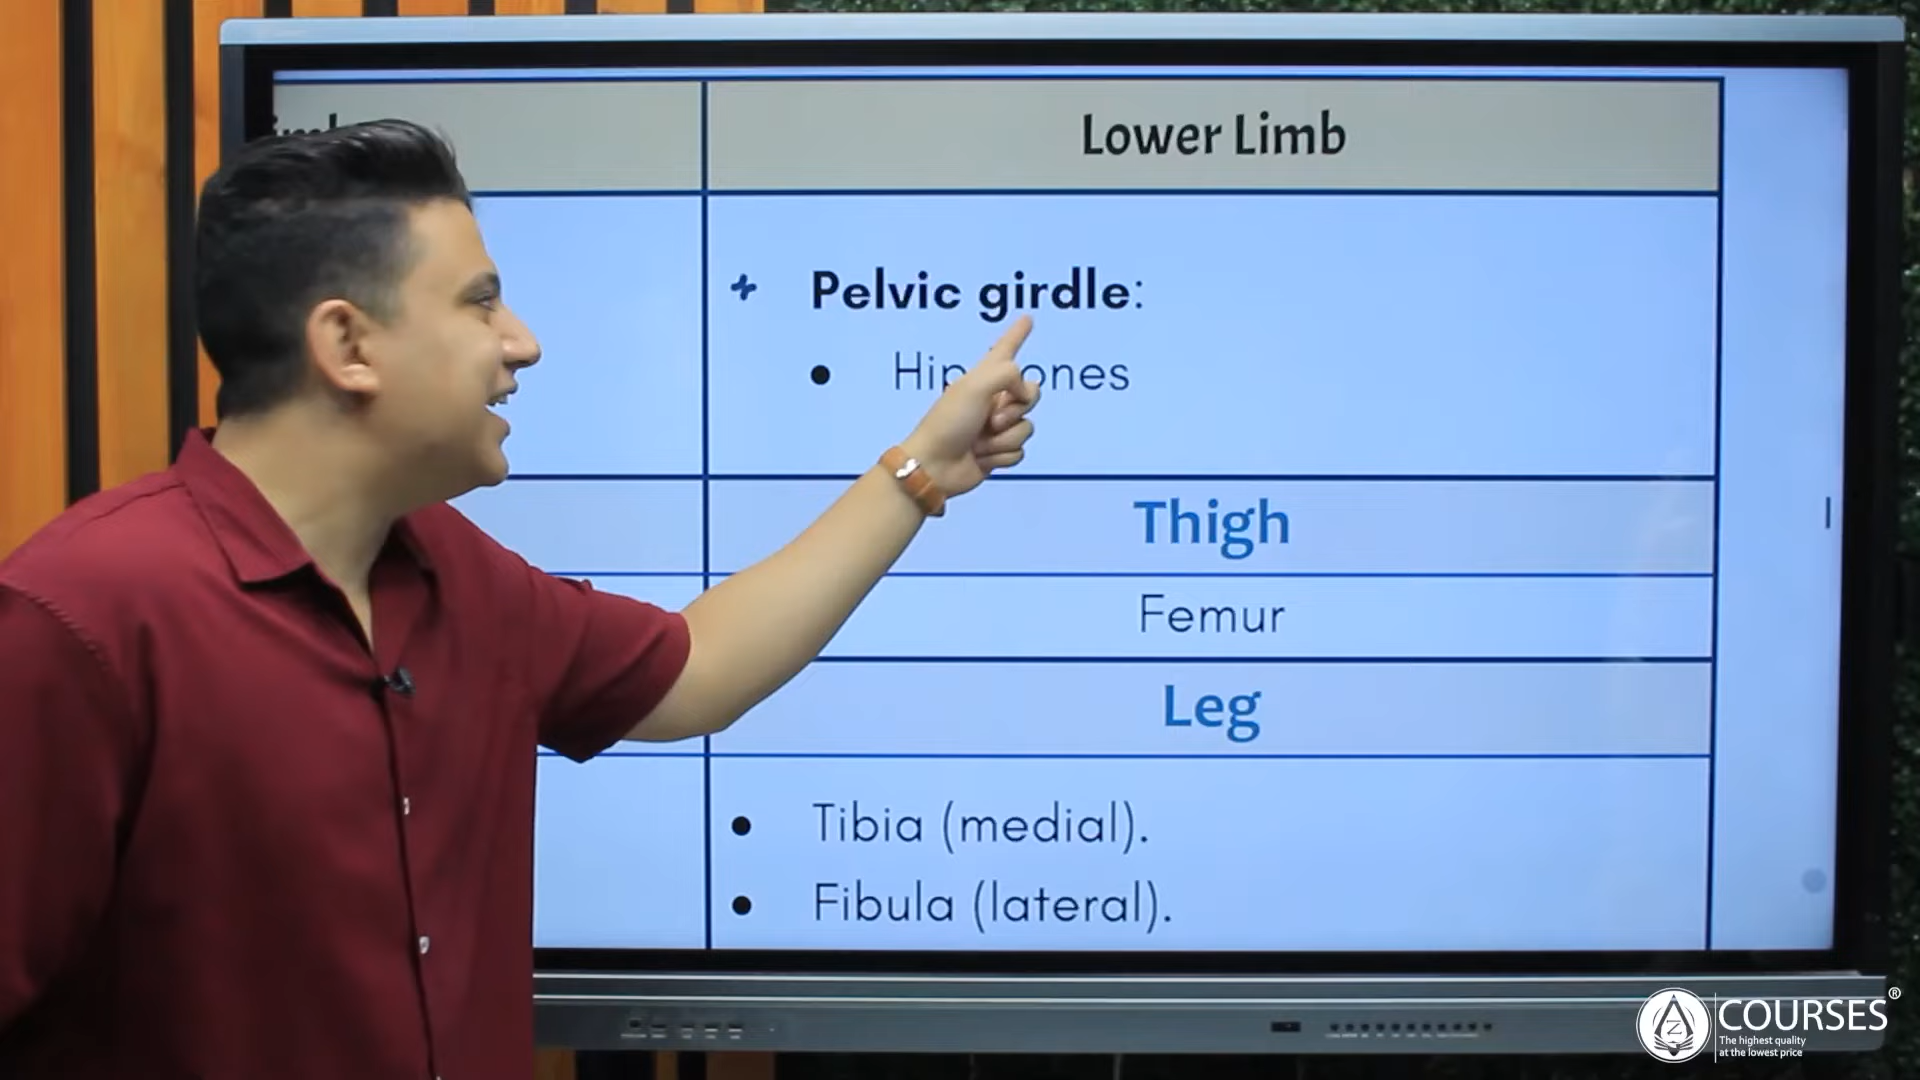 Lower Limb
Pelvic girdle:
• Hip bones
Thigh
Femur
Leg
• Tibia (medial).
• Fibula (lateral).
COURSES®
The highest quality
at the lowest price